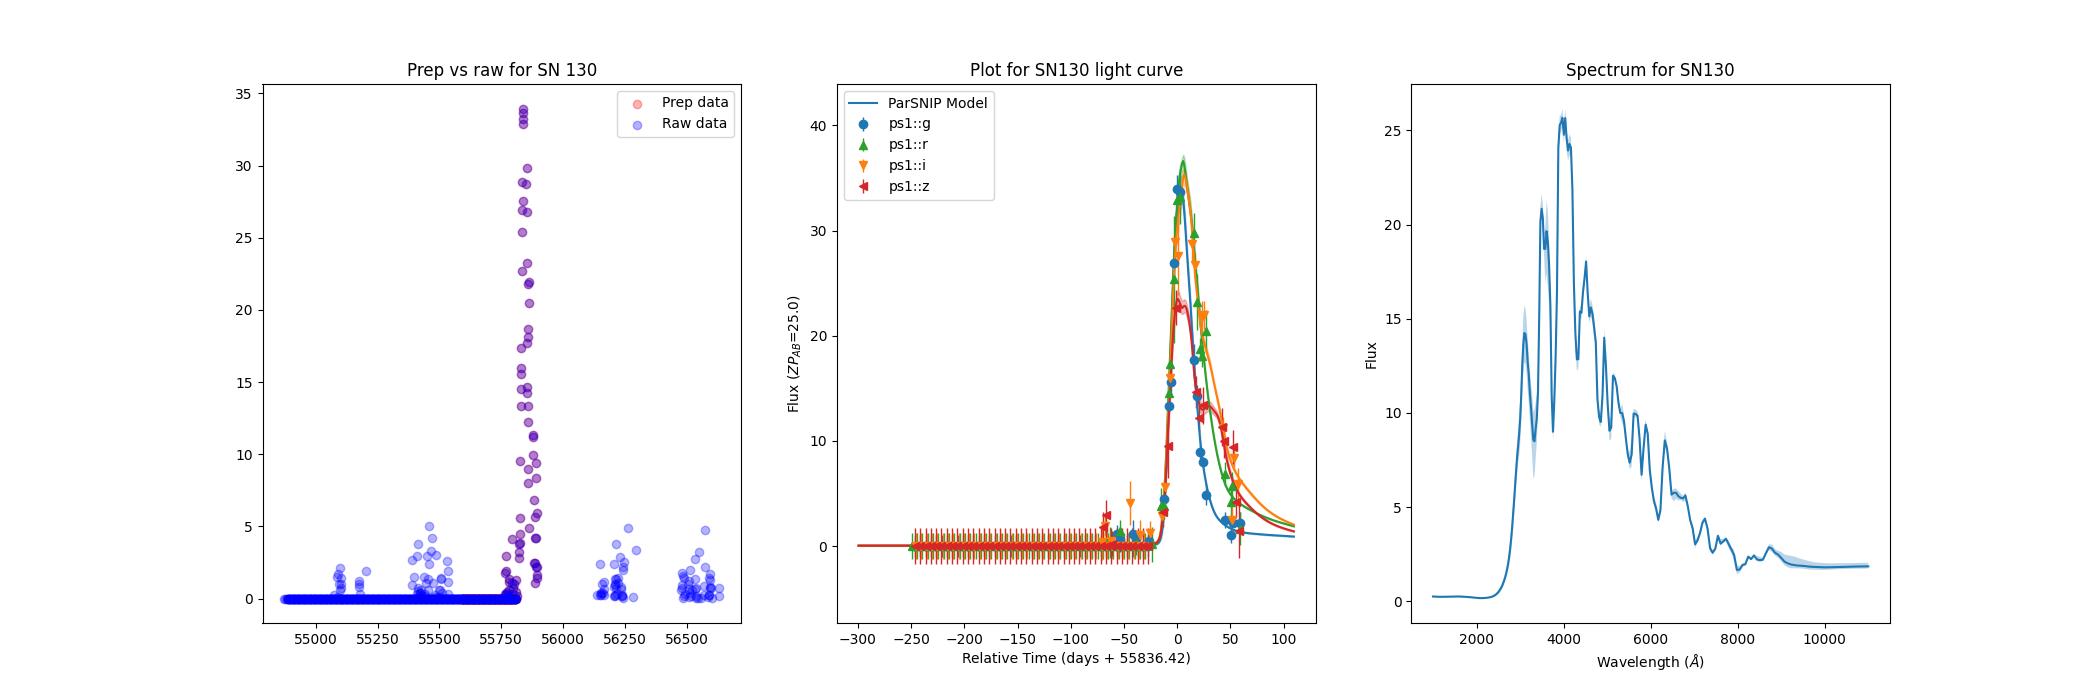 Prep vs raw for SN 130
Prep data
Raw data
35
30
25
20
15
10
5
0
55000 55250 55500 55750 56000 56250 56500
Plot for SN130 light curve
ParSNIP Model
ps1::g
ps1::r
ps1::i
ps1::z
Flux (ZP_AB=25.0)
40
30
20
10
0
−300 −250 −200 −150 −100 −50 0 50 100
Relative Time (days + 55836.42)
Spectrum for SN130
Flux
25
20
15
10
5
0
2000 4000 6000 8000 10000
Wavelength (Å)